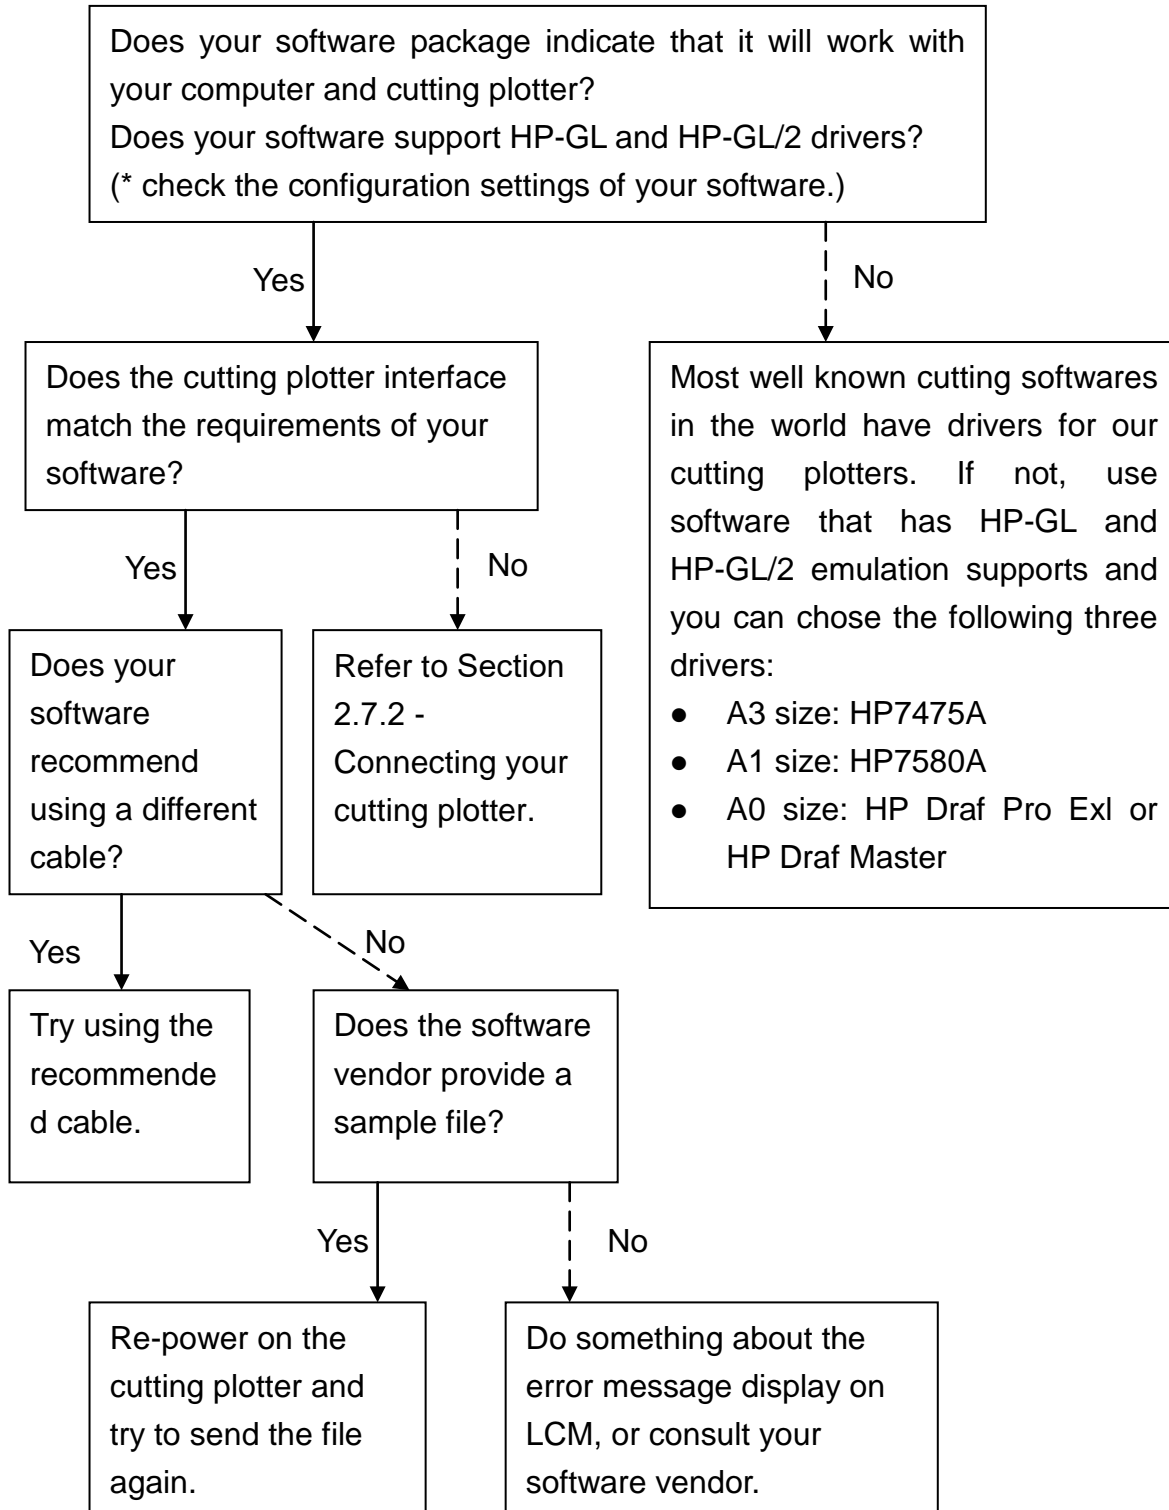 Does your software package indicate that it will work with
your computer and cutting plotter?
Does your software support HP-GL and HP-GL/2 drivers?
(* check the configuration settings of your software.)
Yes
No
Does the cutting plotter interface
match the requirements of your
software?
Most well known cutting softwares
in the world have drivers for our
cutting plotters. If not, use
software that has HP-GL and
HP-GL/2 emulation supports and
you can chose the following three
drivers:
● A3 size: HP7475A
● A1 size: HP7580A
● A0 size: HP Draf Pro Exl or
HP Draf Master
Yes
No
Does your
software
recommend
using a different
cable?
Refer to Section
2.7.2 -
Connecting your
cutting plotter.
Yes
No
Try using the
recommende
d cable.
Does the software
vendor provide a
sample file?
Yes
No
Re-power on the
cutting plotter and
try to send the file
again.
Do something about the
error message display on
LCM, or consult your
software vendor.